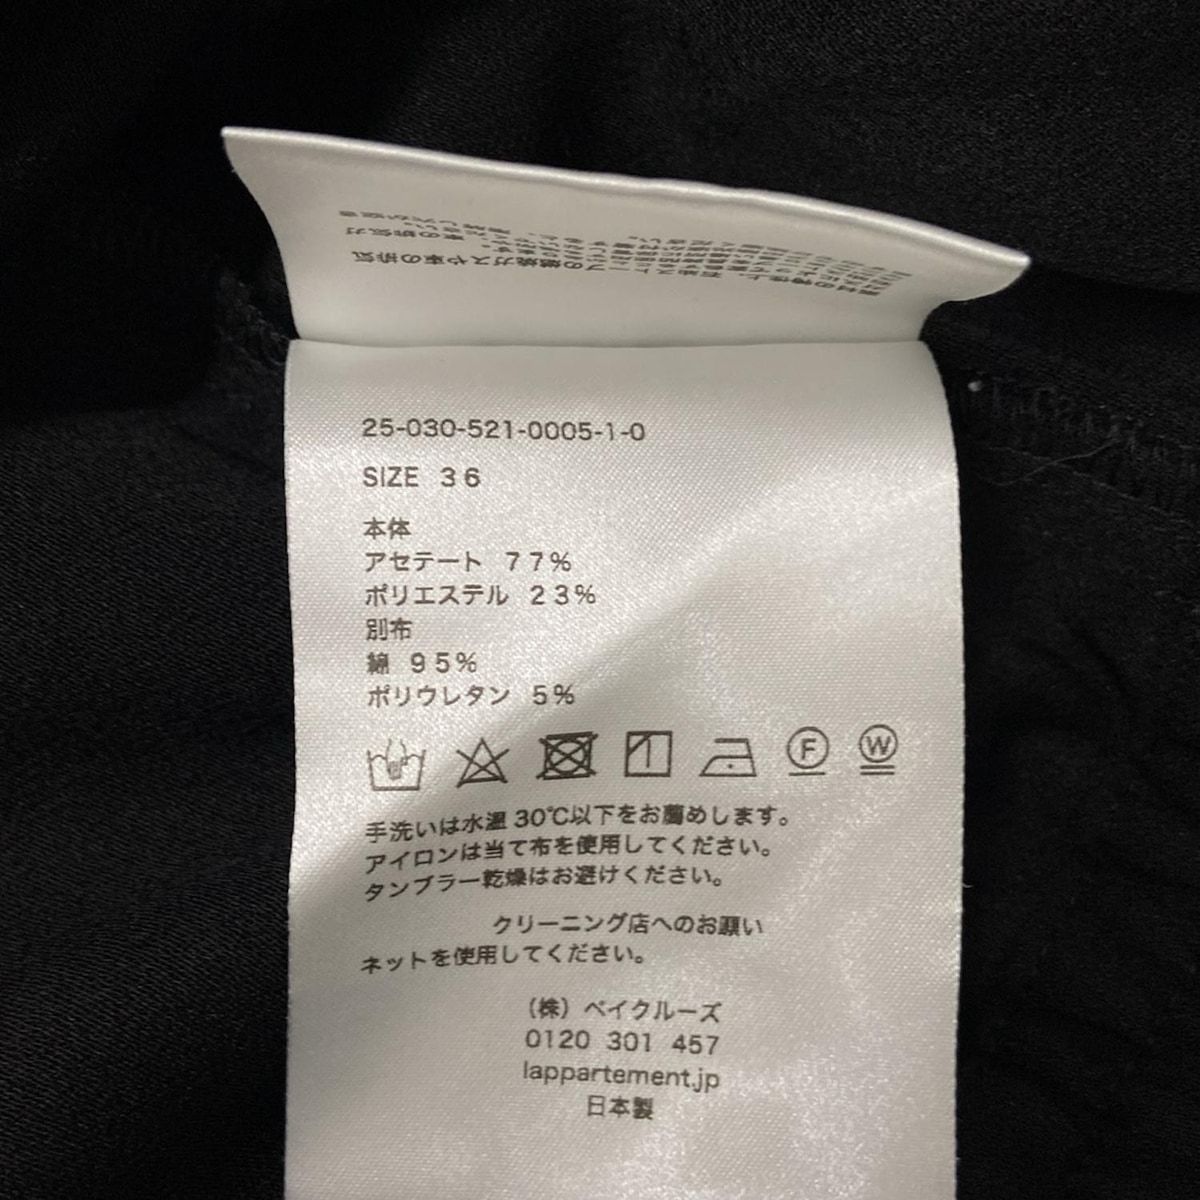 25-030-521-0005-1-0
SIZE 36
本体
アセテート 77%
ポリエステル 23%
別布
綿 95%
ポリウレタン 5%
F W
手洗いは水温30℃以下をお薦めします。
アイロンは当て布を使用してください。
タンブラー乾燥はお避けください。
クリーニング店へのお願い
ネットを使用してください。
(株) ベイクルーズ
0120 301 457
lappartement.jp
日本製